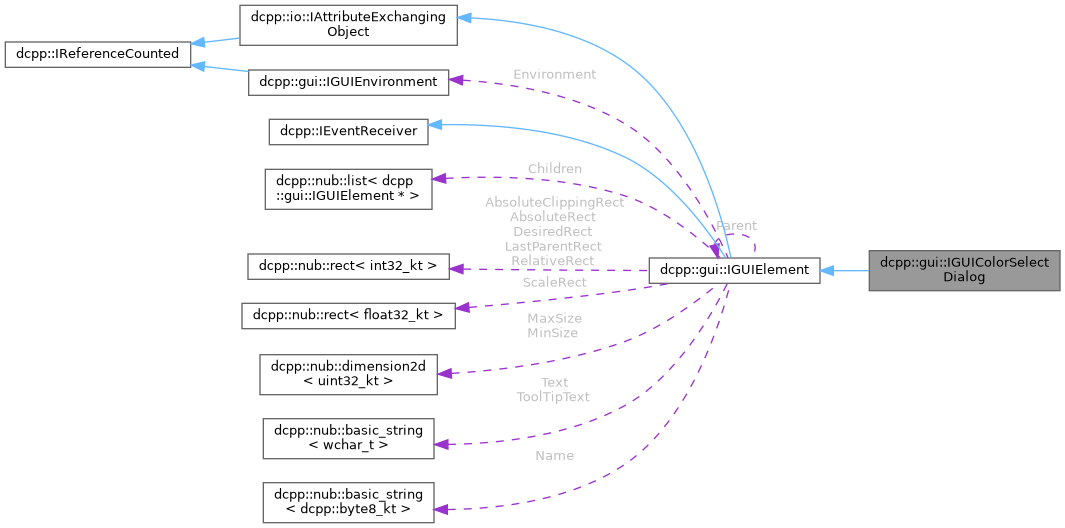 dcpp::io::IAttributeExchanging
Object
dcpp::IReferenceCounted
dcpp::gui::IGUIEnvironment
Environment
dcpp::IEventReceiver
Children
dcpp::nub::list< dcpp
::gui::IGUIElement * >
AbsoluteClippingRect
AbsoluteRect
DesiredRect
LastParentRect
RelativeRect
Parent
dcpp::nub::rect< int32_kt >
dcpp::gui::IGUIElement
dcpp::gui::IGUIColorSelect
Dialog
ScaleRect
dcpp::nub::rect< float32_kt >
MaxSize
MinSize
dcpp::nub::dimension2d
< uint32_kt >
Text
ToolTipText
dcpp::nub::basic_string
< wchar_t >
Name
dcpp::nub::basic_string
< dcpp::byte8_kt >